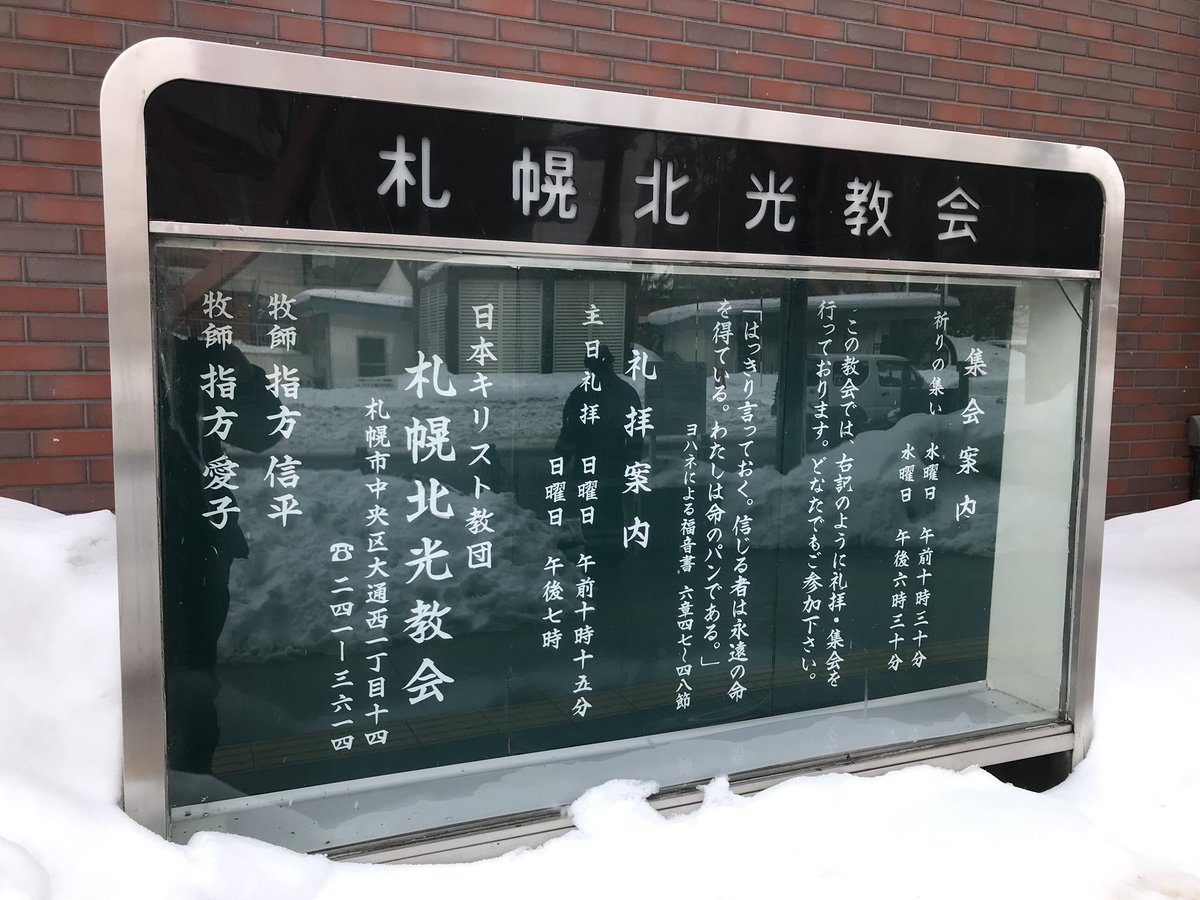 札幌北光教会
集会案内
祈りの集い 水曜日 午前十時三十分
水曜日 午後六時三十分
この教会では、右記のように礼拝・集会を
行っております。どなたでもご参加下さい。
「はっきり言っておく。信じる者は永遠の命
を得ている。わたしは命のパンである。」
ヨハネによる福音書 六章四七～四八節
礼拝案内
主日礼拝 日曜日 午前十時十五分
日曜日 午後七時
日本キリスト教団
札幌北光教会
札幌市中央区大通西一丁目十四
☎二四一ー三六一四
牧師 指方信平
牧師 指方愛子